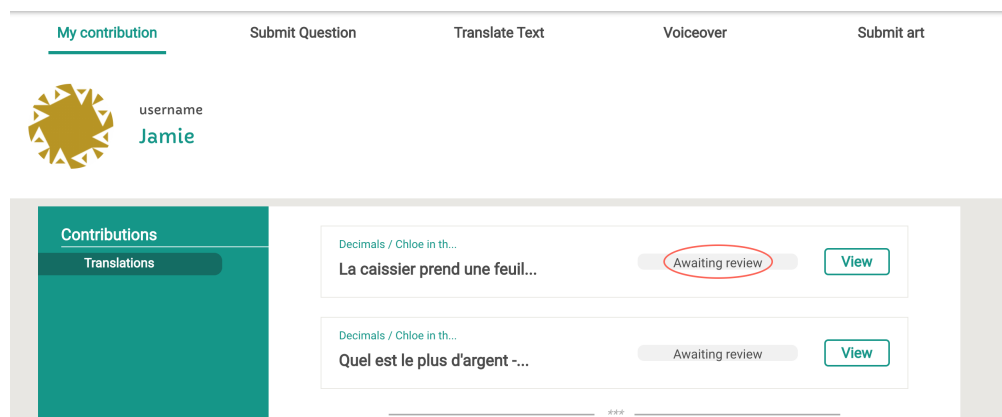 My contribution Submit Question Translate Text Voiceover Submit art
username
Jamie
Contributions
Translations
Decimals / Chloe in th...
La caissier prend une feuil...
Awaiting review
View
Decimals / Chloe in th...
Quel est le plus d'argent -...
Awaiting review
View
***